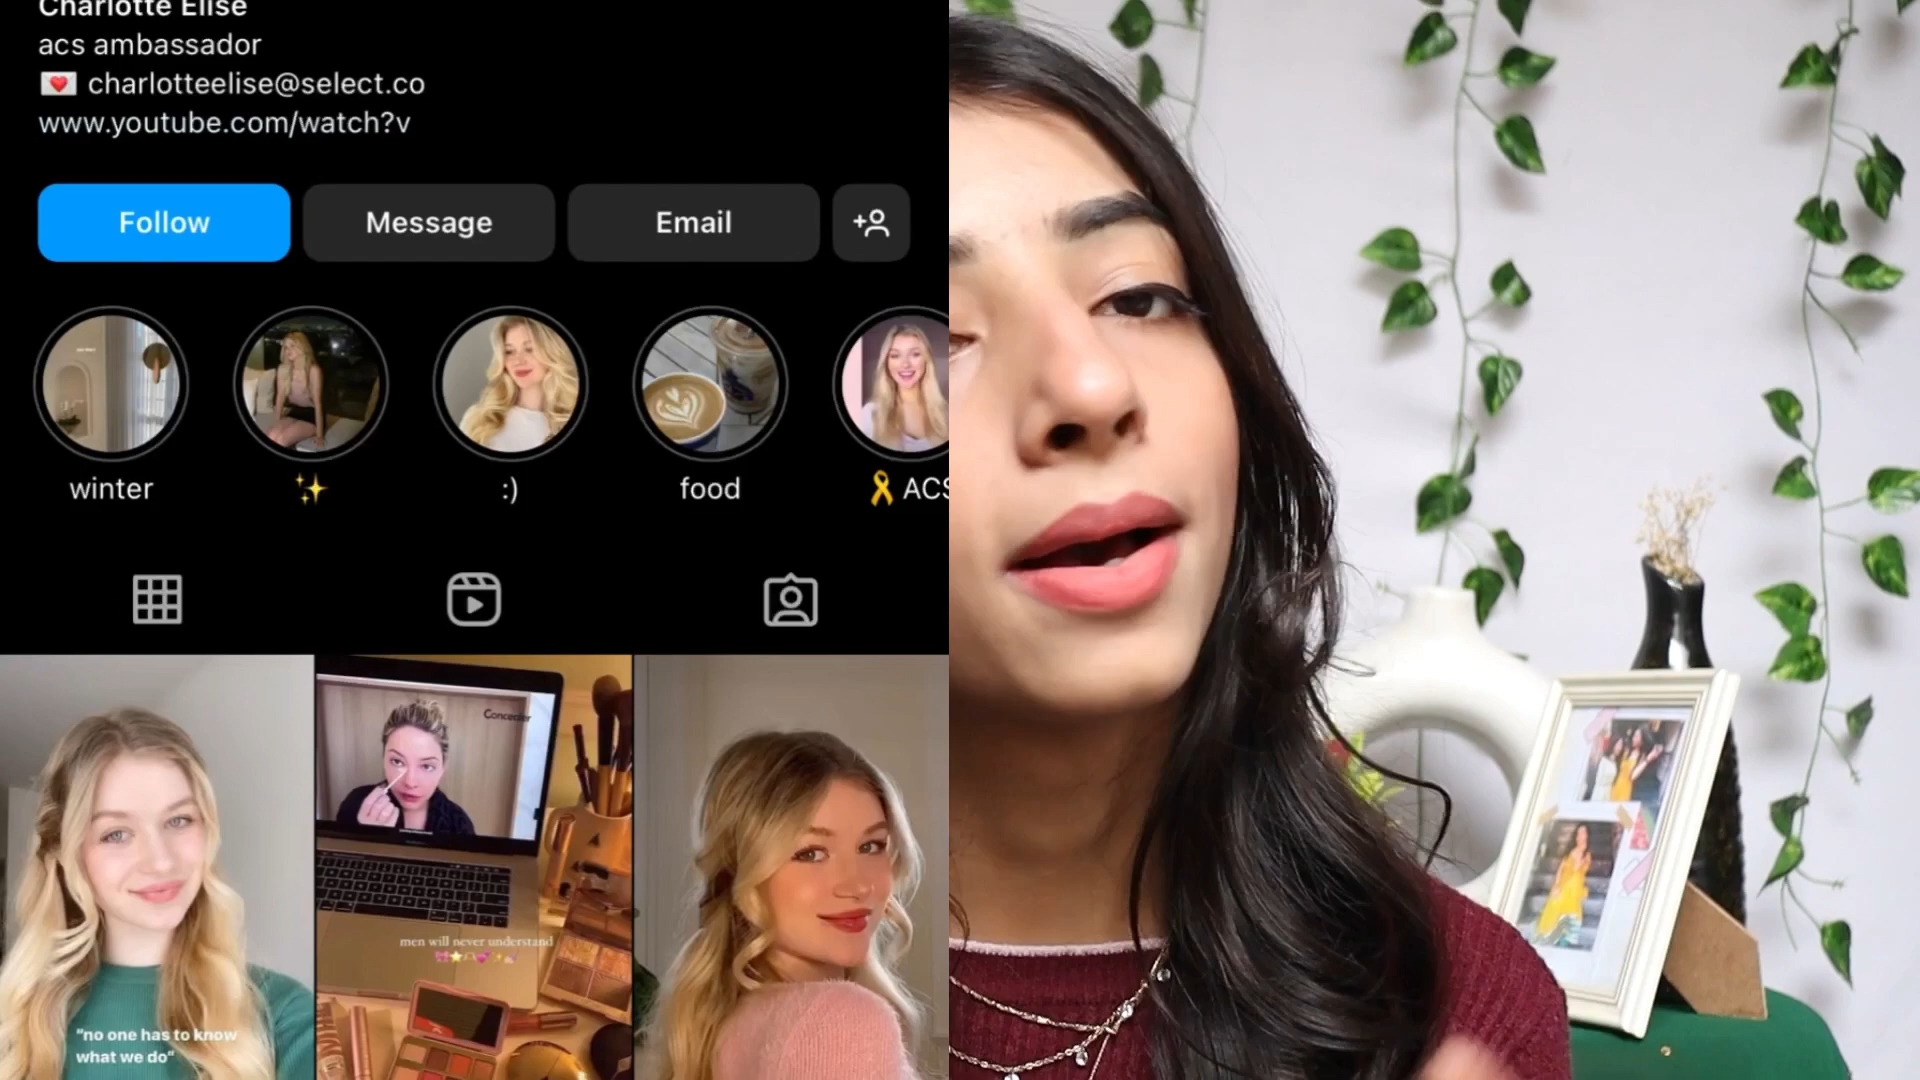 Charlotte Elise
acs ambassador
💌 charlotteelise@select.co
www.youtube.com/watch?v
Follow
Message
Email
winter
✨
:)
food
🎗️ ACS
Concealer
men will never understand
"no one has to know
what we do"